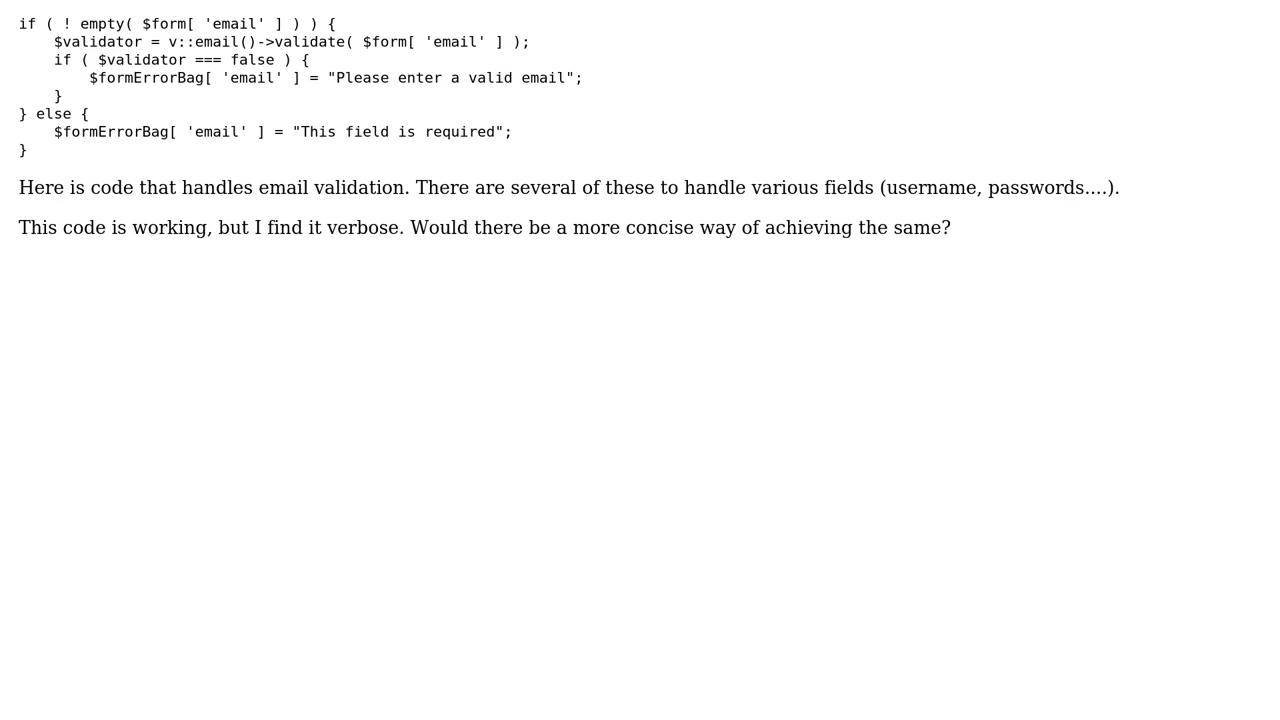 if ( ! empty( $form[ 'email' ] ) ) {
    $validator = v::email()->validate( $form[ 'email' ] );
    if ( $validator === false ) {
        $formErrorBag[ 'email' ] = "Please enter a valid email";
    }
} else {
    $formErrorBag[ 'email' ] = "This field is required";
}
Here is code that handles email validation. There are several of these to handle various fields (username, passwords....).
This code is working, but I find it verbose. Would there be a more concise way of achieving the same?